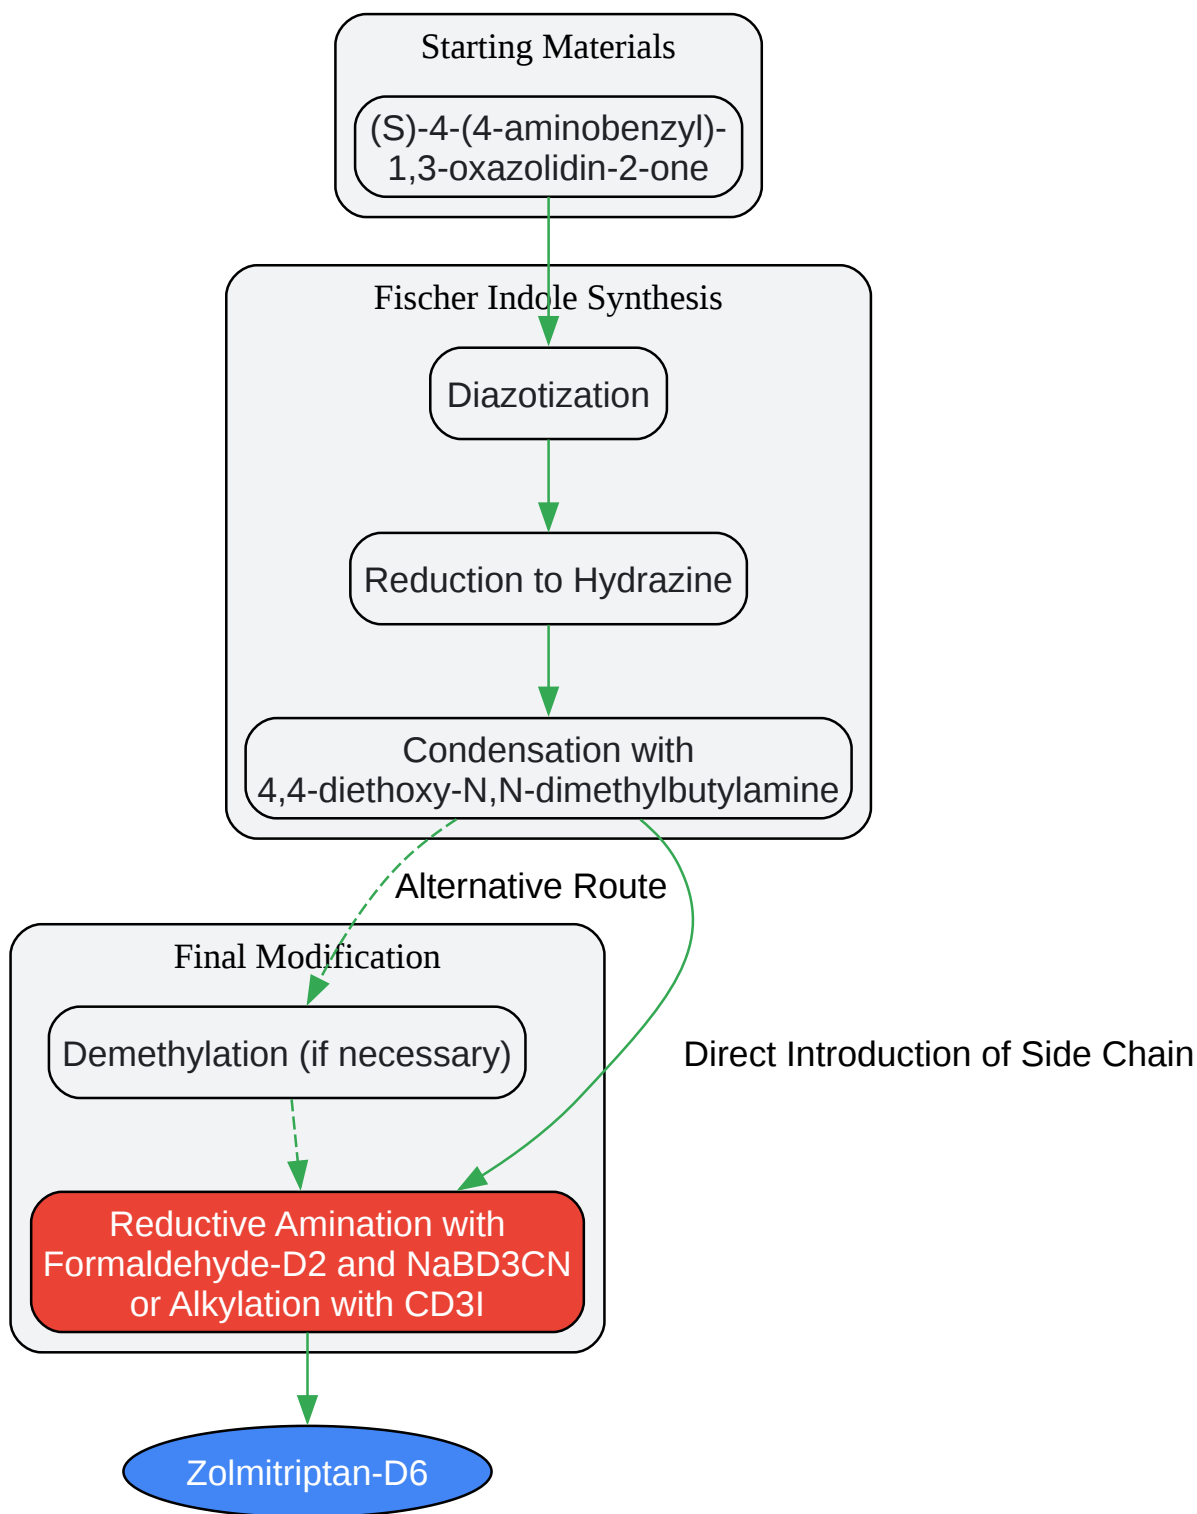 Starting Materials
(S)-4-(4-aminobenzyl)-
1,3-oxazolidin-2-one
Fischer Indole Synthesis
Diazotization
Reduction to Hydrazine
Condensation with
4,4-diethoxy-N,N-dimethylbutylamine
Alternative Route
Final Modification
Demethylation (if necessary)
Direct Introduction of Side Chain
Reductive Amination with
Formaldehyde-D2 and NaBD3CN
or Alkylation with CD3I
Zolmitriptan-D6